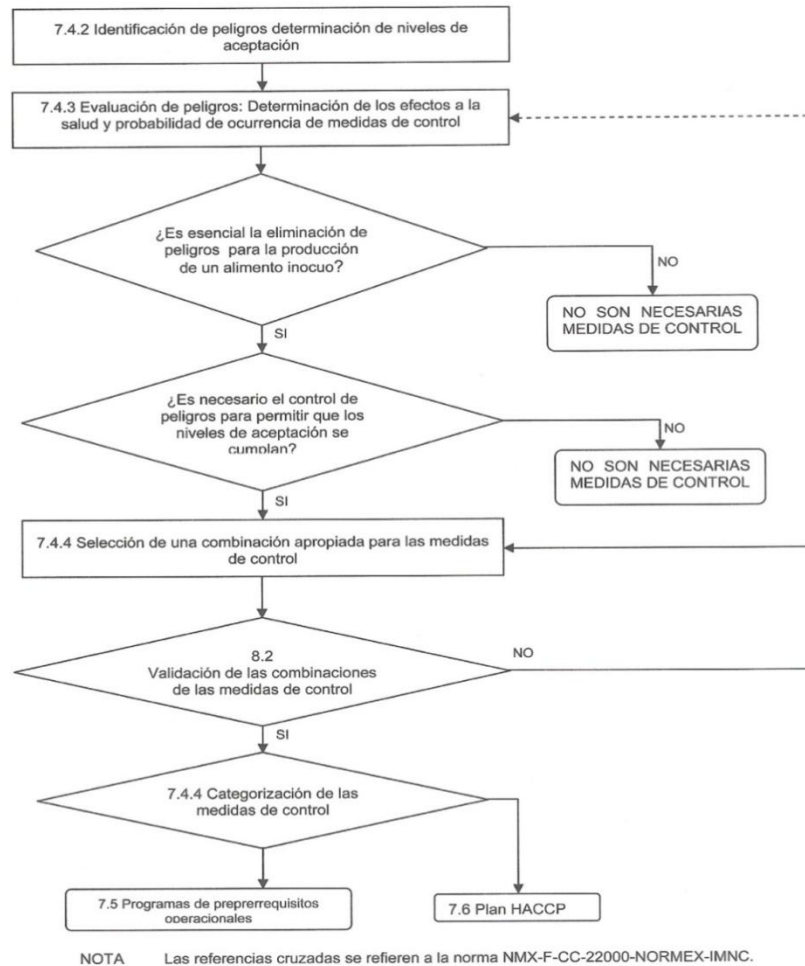 7.4.2 Identificación de peligros determinación de niveles de
aceptación
7.4.3 Evaluación de peligros: Determinación de los efectos a la
salud y probabilidad de ocurrencia de medidas de control
¿Es esencial la eliminación de
peligros para la producción
de un alimento inocuo?
NO
NO SON NECESARIAS
MEDIDAS DE CONTROL
SI
¿Es necesario el control de
peligros para permitir que los
niveles de aceptación se
cumplan?
NO
NO SON NECESARIAS
MEDIDAS DE CONTROL
SI
7.4.4 Selección de una combinación apropiada para las medidas
de control
8.2
Validación de las combinaciones
de las medidas de control
NO
SI
7.4.4 Categorización de las
medidas de control
7.5 Programas de preprerrequisitos
operacionales
7.6 Plan HACCP
NOTA Las referencias cruzadas se refieren a la norma NMX-F-CC-22000-NORMEX-IMNC.